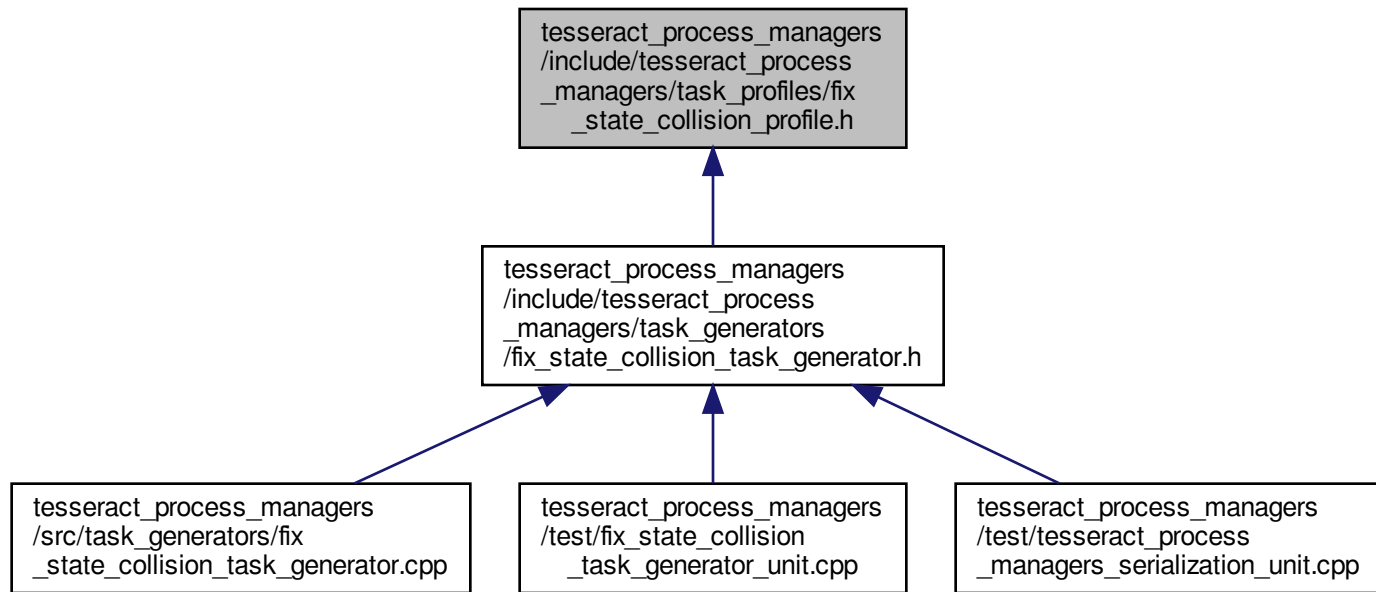 tesseract_process_managers
/include/tesseract_process
_managers/task_profiles/fix
_state_collision_profile.h
tesseract_process_managers
/include/tesseract_process
_managers/task_generators
/fix_state_collision_task_generator.h
tesseract_process_managers
/src/task_generators/fix
_state_collision_task_generator.cpp
tesseract_process_managers
/test/fix_state_collision
_task_generator_unit.cpp
tesseract_process_managers
/test/tesseract_process
_managers_serialization_unit.cpp